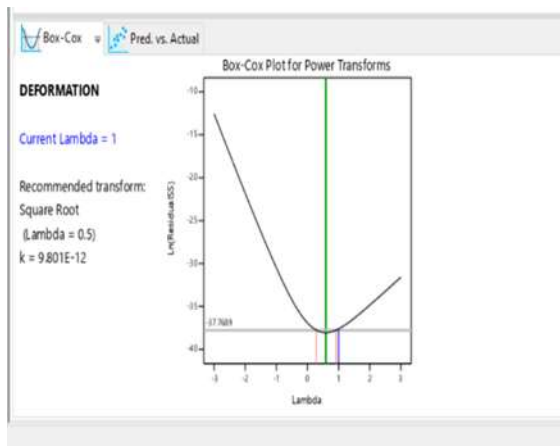 Box-Cox
Pred. vs. Actual
Box-Cox Plot for Power Transforms
DEFORMATION
Current Lambda = 1
Recommended transform:
Square Root
(Lambda = 0.5)
k = 9.801E-12
Ln(ResidualSS)
-10
-15
-20
-25
-30
-35
-40
-37.7689
-3 -2 -1 0 1 2 3
Lambda